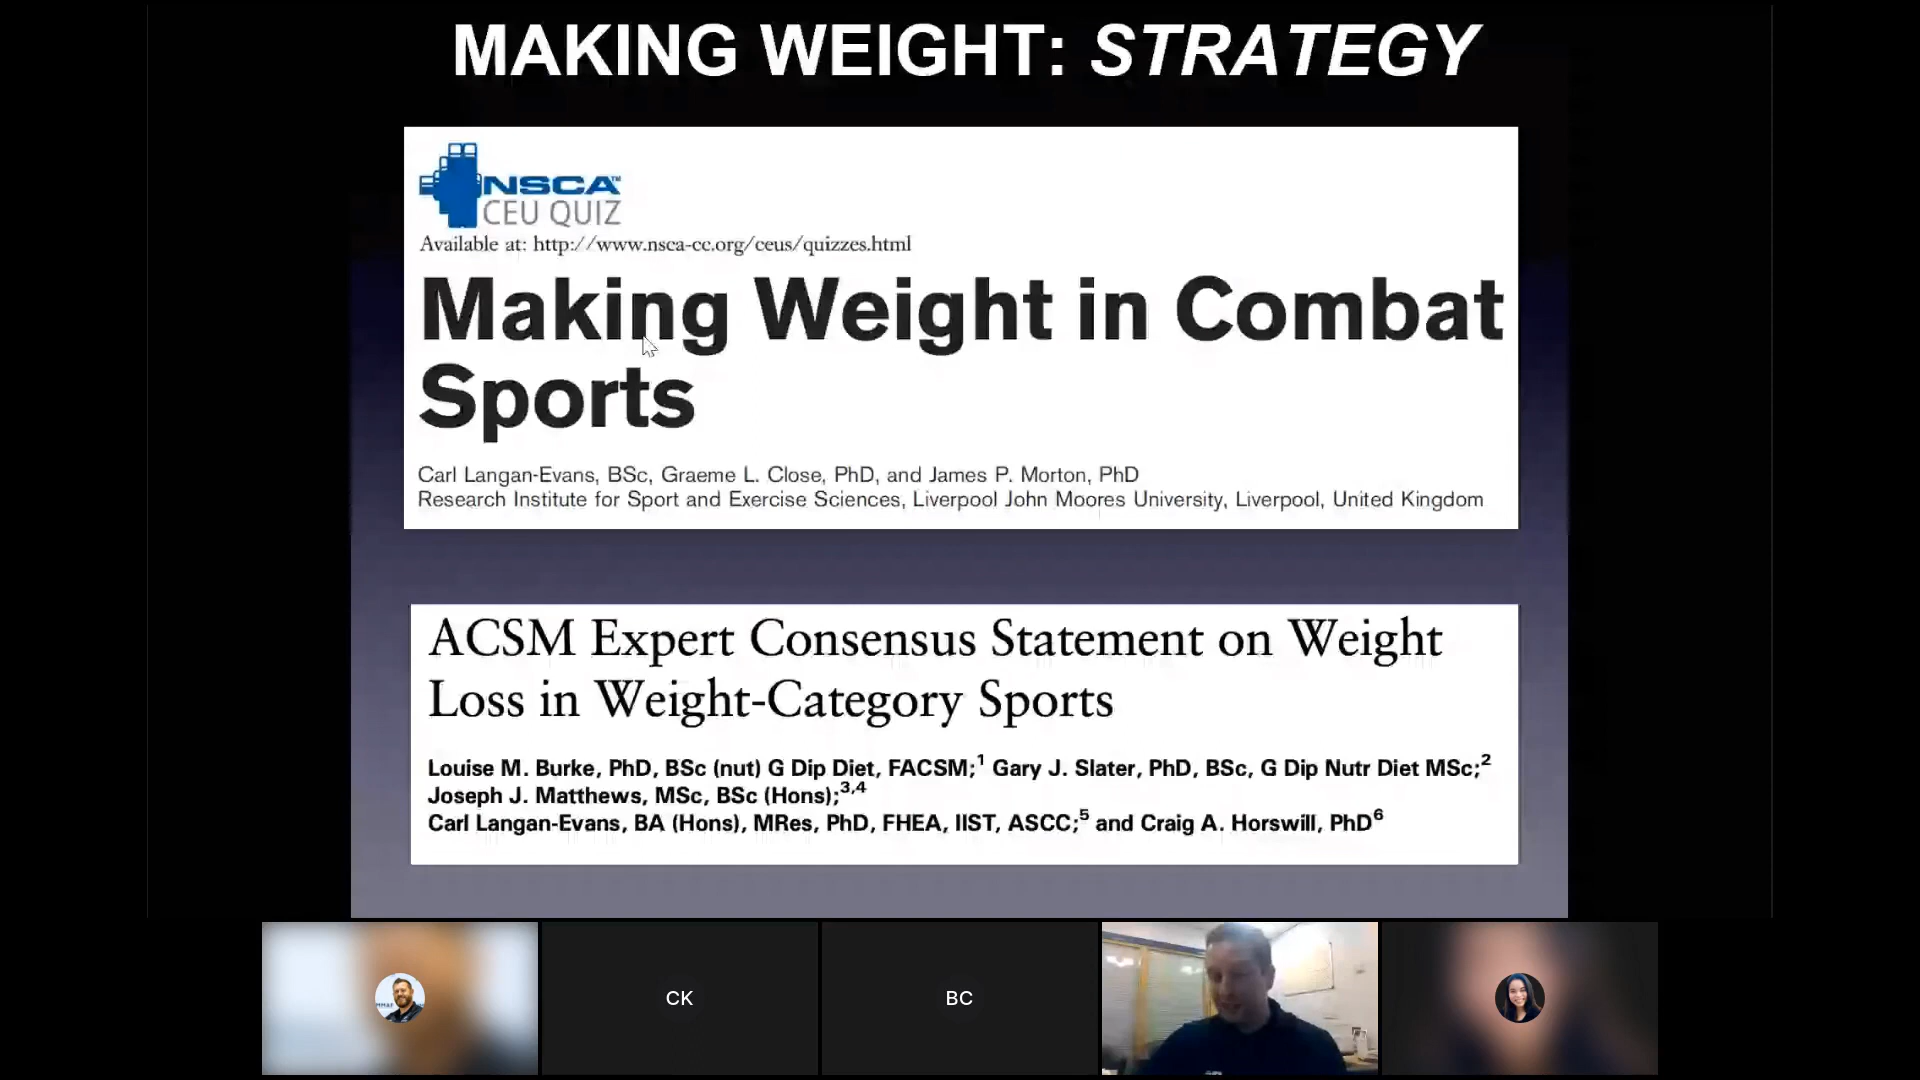 MAKING WEIGHT: STRATEGY
NSCA™
CEU QUIZ
Available at: http://www.nsca-cc.org/ceus/quizzes.html
Making Weight in Combat
Sports
Carl Langan-Evans, BSc, Graeme L. Close, PhD, and James P. Morton, PhD
Research Institute for Sport and Exercise Sciences, Liverpool John Moores University, Liverpool, United Kingdom
ACSM Expert Consensus Statement on Weight
Loss in Weight-Category Sports
Louise M. Burke, PhD, BSc (nut) G Dip Diet, FACSM;1 Gary J. Slater, PhD, BSc, G Dip Nutr Diet MSc;2
Joseph J. Matthews, MSc, BSc (Hons);3,4
Carl Langan-Evans, BA (Hons), MRes, PhD, FHEA, IIST, ASCC;5 and Craig A. Horswill, PhD6
CK
BC